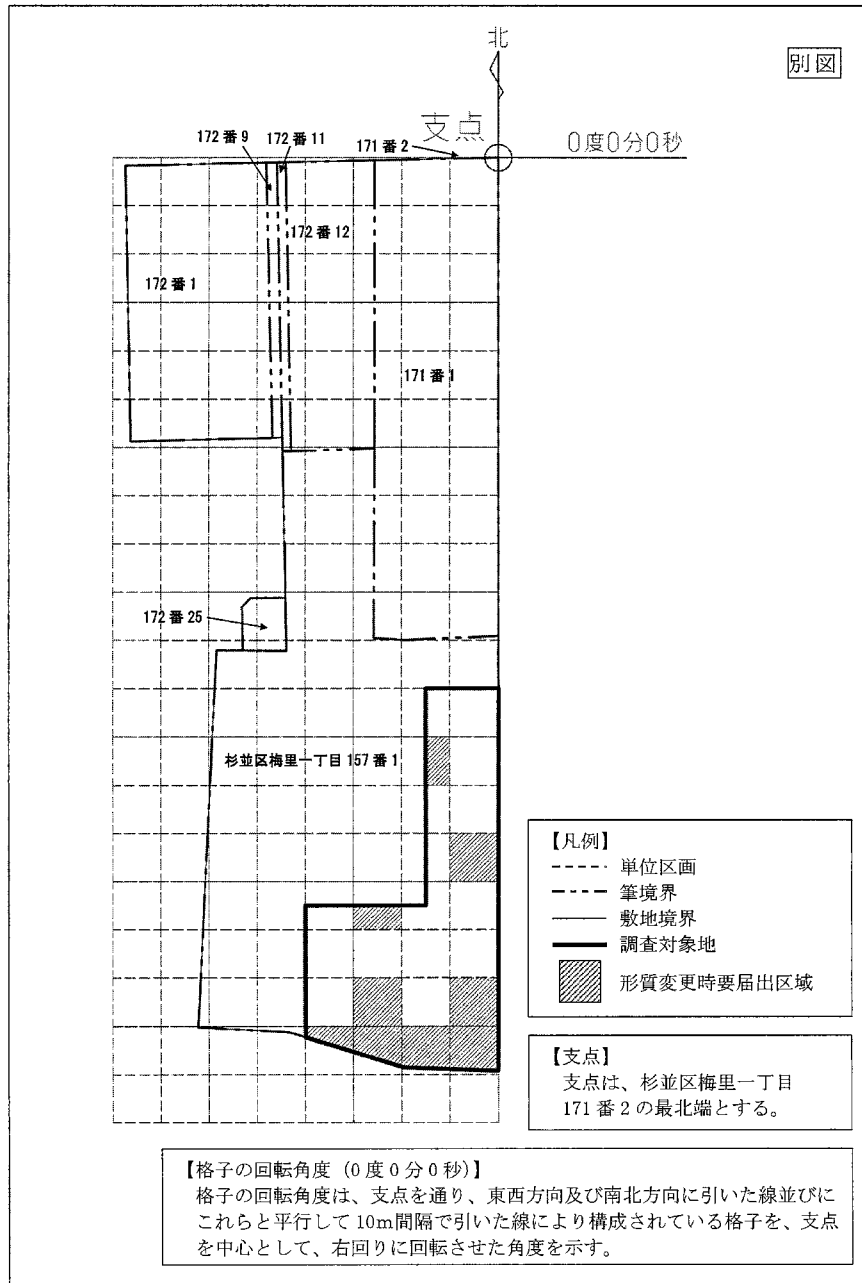 別図
北
支点
0度0分0秒
172番9
172番11
171番2
172番12
172番1
171番1
172番25
杉並区梅里一丁目157番1
【凡例】
単位区画
筆境界
敷地境界
調査対象地
形質変更時要届出区域
【支点】
支点は、杉並区梅里一丁目
171番2の最北端とする。
【格子の回転角度（0度0分0秒）】
格子の回転角度は、支点を通り、東西方向及び南北方向に引いた線並びに
これらと平行して10m間隔で引いた線により構成されている格子を、支点
を中心として、右回りに回転させた角度を示す。